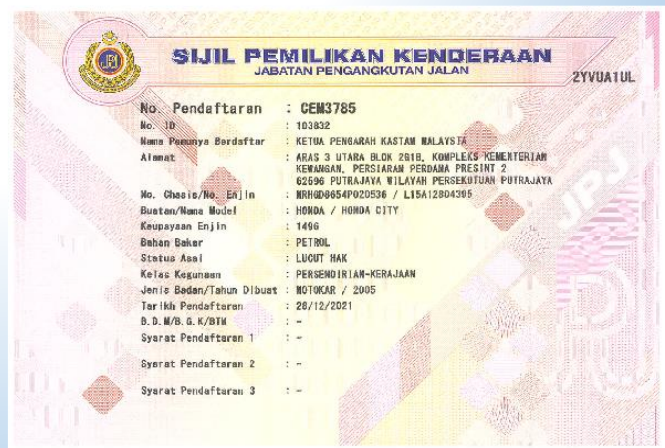 SIJIL PEMILIKAN KENDERAAN
JABATAN PENGANGKUTAN JALAN
2YVUA1UL
No. Pendaftaran : CEM3785
No. ID : 103832
Nama Pemunya Berdaftar : KETUA PENGARAH KASTAM MALAYSIA
Alamat : ARAS 3 UTARA BLOK 2G1B, KOMPLEKS KEMENTERIAN
KEWANGAN, PERSIARAN PERDANA PRESINT 2
62596 PUTRAJAYA WILAYAH PERSEKUTUAN PUTRAJAYA
No. Chasis/No. Enjin : MRHGD6654P020536 / L15A12804395
Buatan/Nama Model : HONDA / HONDA CITY
Keupayaan Enjin : 1496
Bahan Bakar : PETROL
Status Asal : LUCUT HAK
Kelas Kegunaan : PERSENDIRIAN-KERAJAAN
Jenis Badan/Tahun Dibuat : MOTOKAR / 2005
Tarikh Pendaftaran : 28/12/2021
B.D.M/B.G.K/BTM : -
Syarat Pendaftaran 1 : -
Syarat Pendaftaran 2 : -
Syarat Pendaftaran 3 : -
JPJ